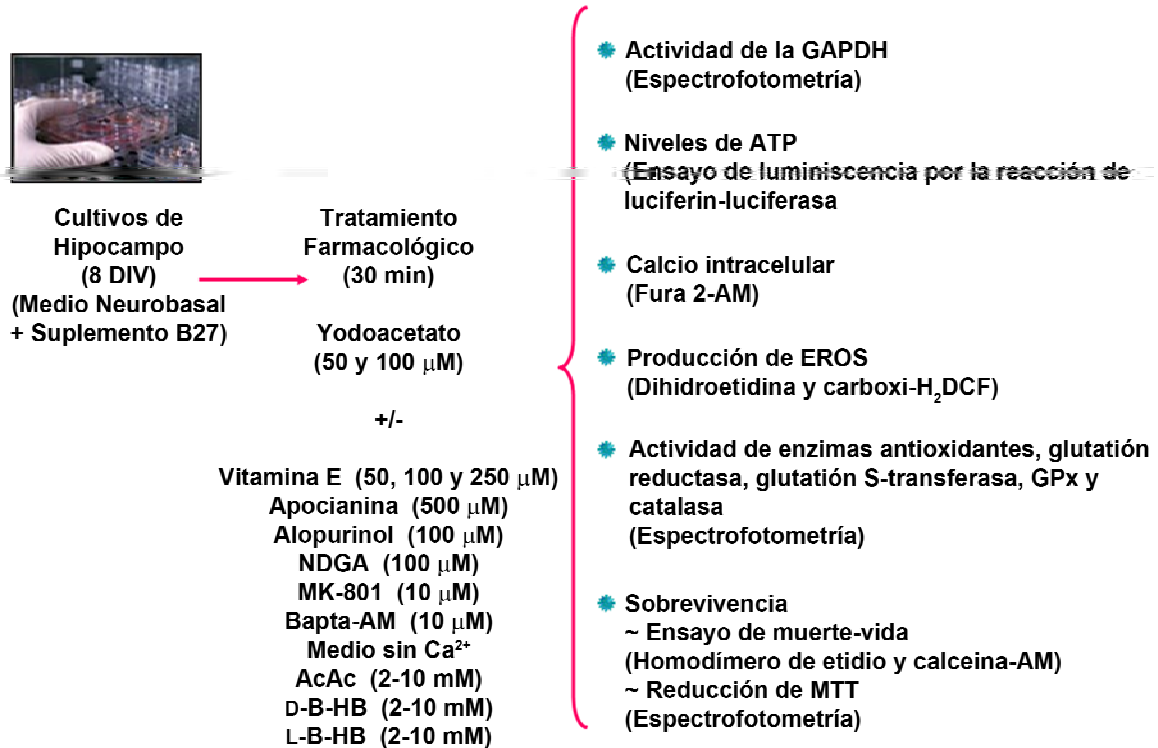 Cultivos de
Hipocampo
(8 DIV)
(Medio Neurobasal
+ Suplemento B27)
Tratamiento
Farmacológico
(30 min)
Yodoacetato
(50 y 100 μM)
+/-
Vitamina E (50, 100 y 250 μM)
Apocianina (500 μM)
Alopurinol (100 μM)
NDGA (100 μM)
MK-801 (10 μM)
Bapta-AM (10 μM)
Medio sin Ca²⁺
AcAc (2-10 mM)
D-B-HB (2-10 mM)
L-B-HB (2-10 mM)
Actividad de la GAPDH
(Espectrofotometría)
Niveles de ATP
(Ensayo de luminiscencia por la reacción de
luciferin-luciferasa
Calcio intracelular
(Fura 2-AM)
Producción de EROS
(Dihidroetidina y carboxi-H₂DCF)
Actividad de enzimas antioxidantes, glutatión
reductasa, glutatión S-transferasa, GPx y
catalasa
(Espectrofotometría)
Sobrevivencia
~ Ensayo de muerte-vida
(Homodímero de etidio y calceina-AM)
~ Reducción de MTT
(Espectrofotometría)